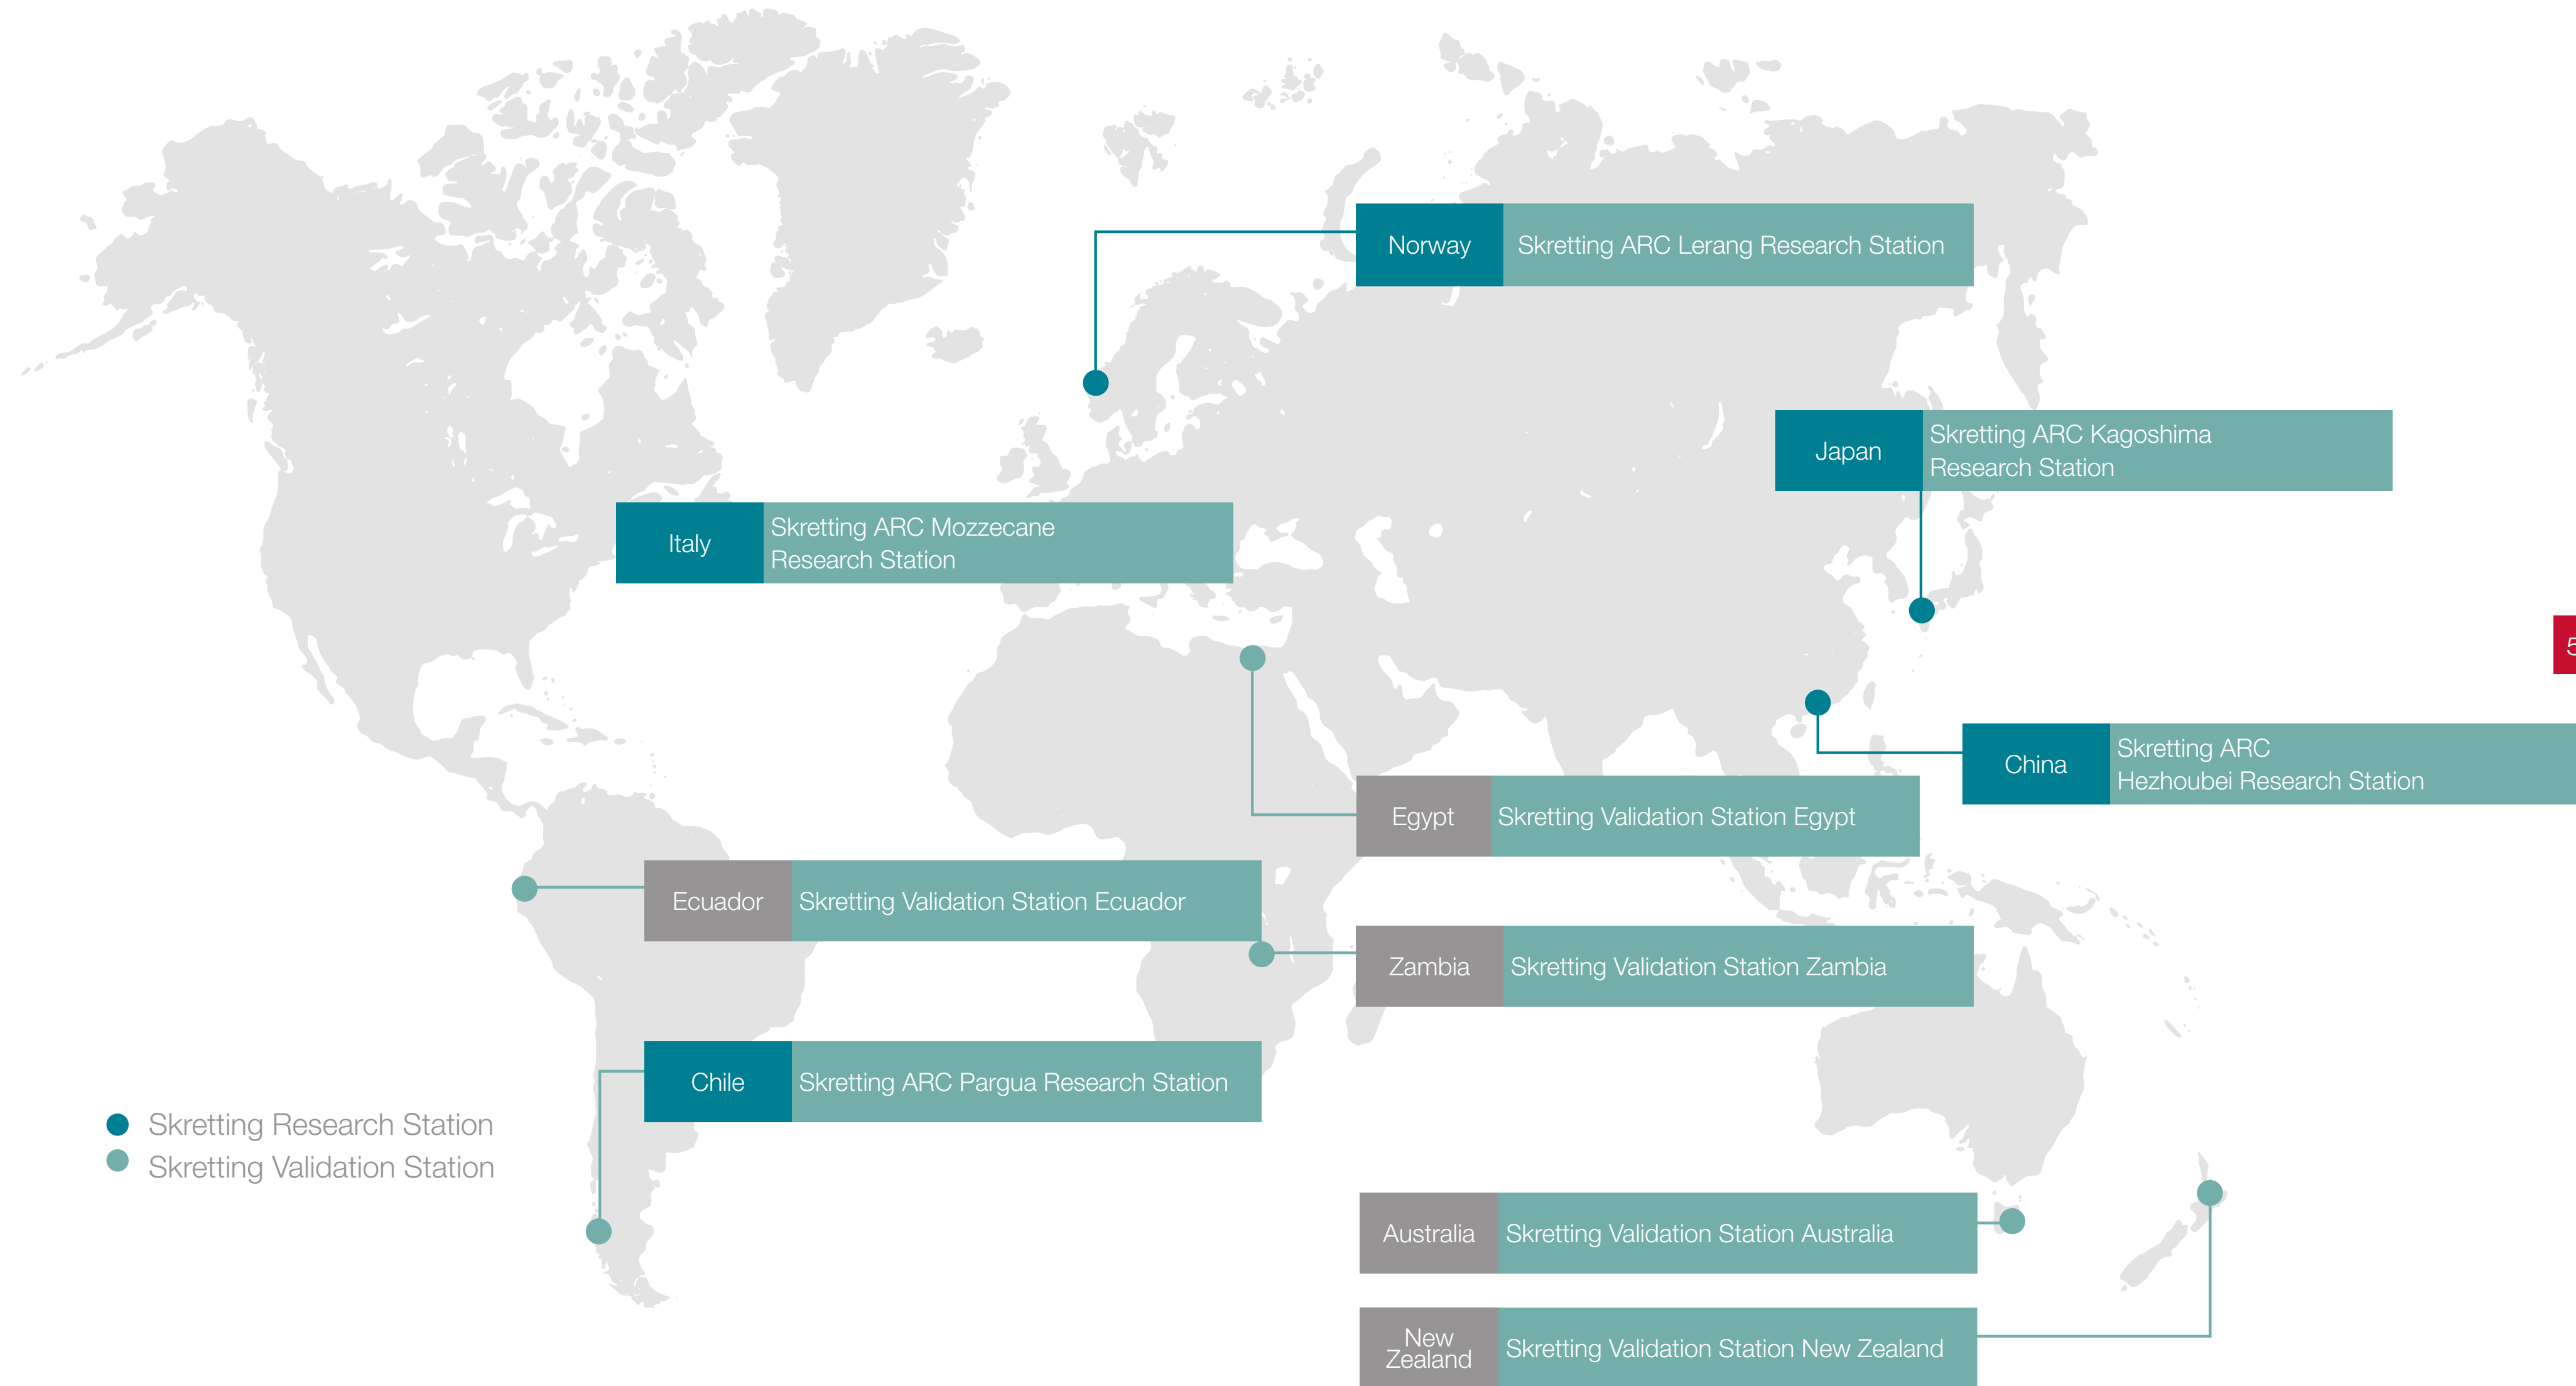 Norway
Skretting ARC Lerang Research Station
Japan
Skretting ARC Kagoshima
Research Station
Italy
Skretting ARC Mozzecane
Research Station
5
China
Skretting ARC
Hezhoubei Research Station
Egypt
Skretting Validation Station Egypt
Ecuador
Skretting Validation Station Ecuador
Zambia
Skretting Validation Station Zambia
Chile
Skretting ARC Pargua Research Station
Skretting Research Station
Skretting Validation Station
Australia
Skretting Validation Station Australia
New
Zealand
Skretting Validation Station New Zealand